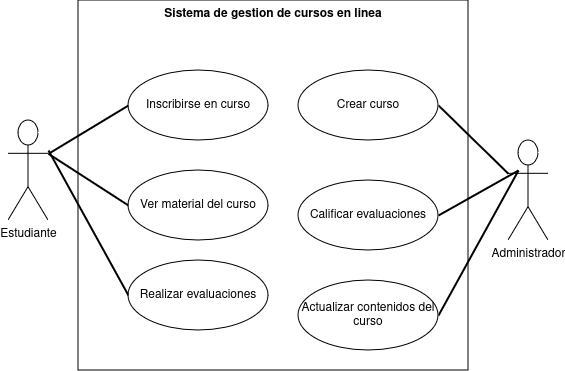 Sistema de gestion de cursos en linea
Inscribirse en curso
Crear curso
Ver material del curso
Calificar evaluaciones
Estudiante
Administrador
Realizar evaluaciones
Actualizar contenidos del
curso